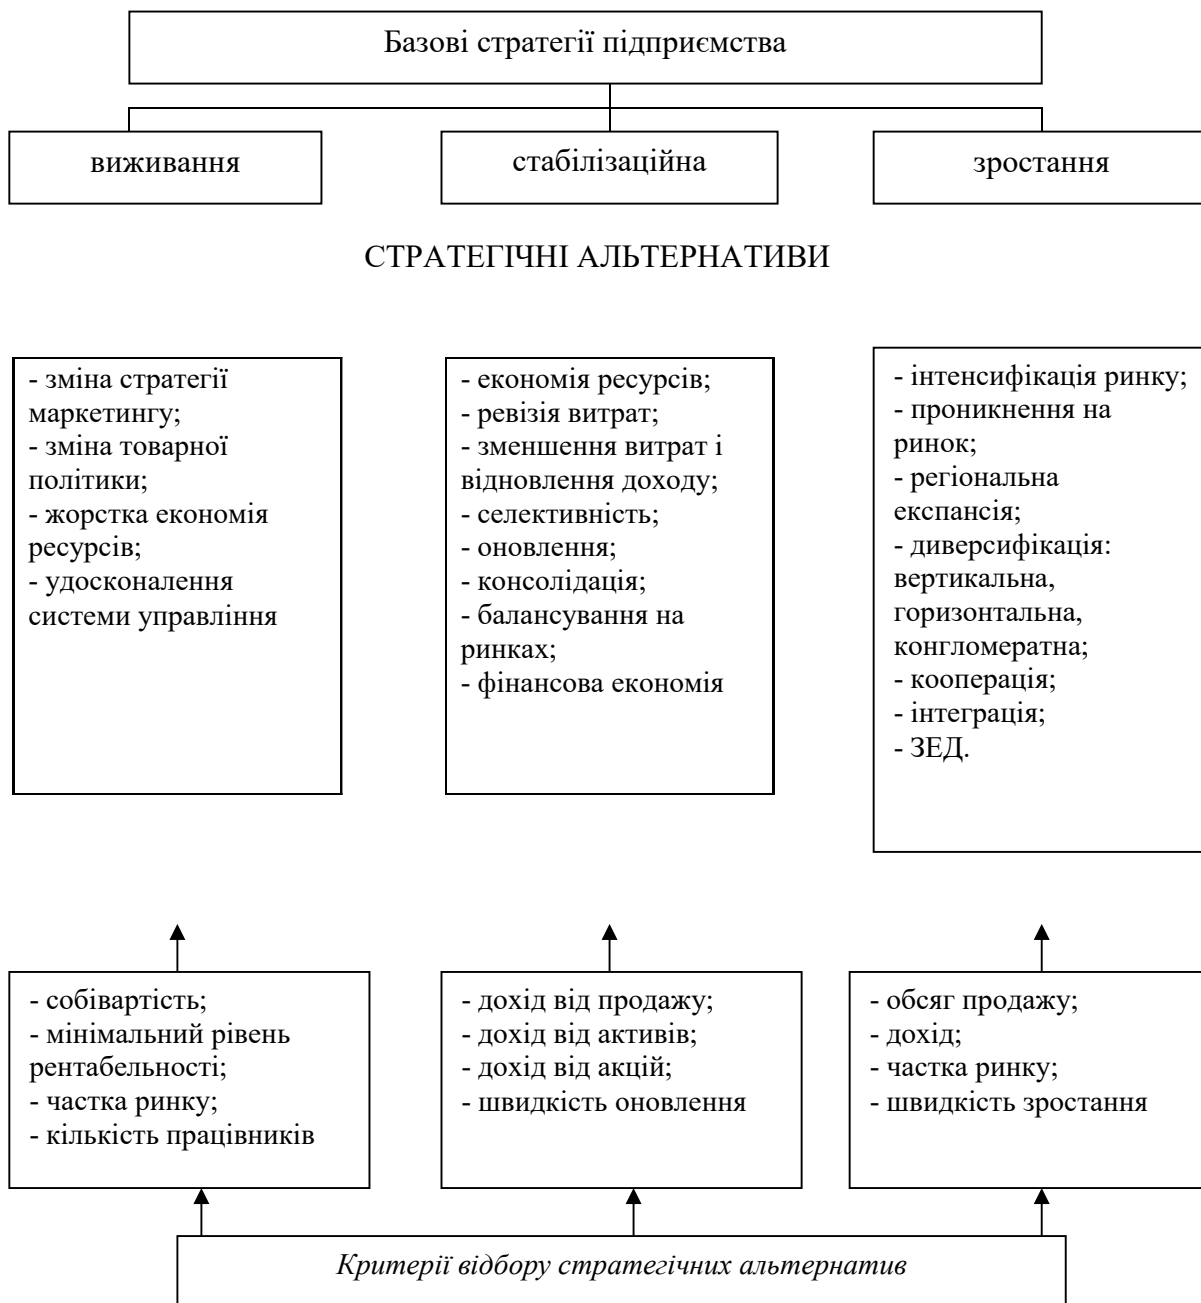 Базові стратегії підприємства
виживання
стабілізаційна
зростання
СТРАТЕГІЧНІ АЛЬТЕРНАТИВИ
- зміна стратегії
маркетингу;
- зміна товарної
політики;
- жорстка економія
ресурсів;
- удосконалення
системи управління
- економія ресурсів;
- ревізія витрат;
- зменшення витрат і
відновлення доходу;
- селективність;
- оновлення;
- консолідація;
- балансування на
ринках;
- фінансова економія
- інтенсифікація ринку;
- проникнення на
ринок;
- регіональна
експансія;
- диверсифікація:
вертикальна,
горизонтальна,
конгломератна;
- кооперація;
- інтеграція;
- ЗЕД.
- собівартість;
- мінімальний рівень
рентабельності;
- частка ринку;
- кількість працівників
- дохід від продажу;
- дохід від активів;
- дохід від акцій;
- швидкість оновлення
- обсяг продажу;
- дохід;
- частка ринку;
- швидкість зростання
Критерії відбору стратегічних альтернатив